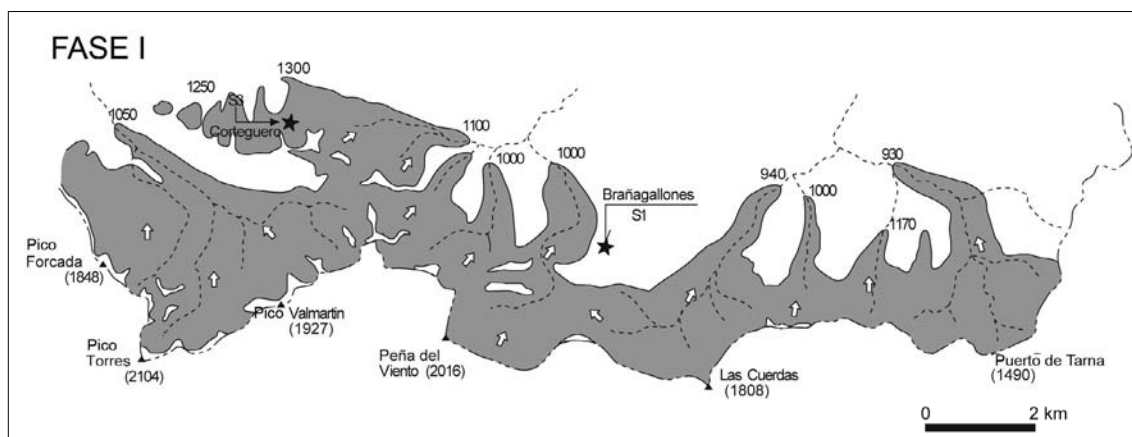 FASE I
1300
1250
S3
Corteguero
1050
1100
1000
1000
Brañagallones
S1
940
1000
930
1170
Pico
Forcada
(1848)
Pico Valmartin
(1927)
Pico
Torres
(2104)
Peña del
Viento (2016)
Las Cuerdas
(1808)
Puerto de Tarna
(1490)
0 2 km